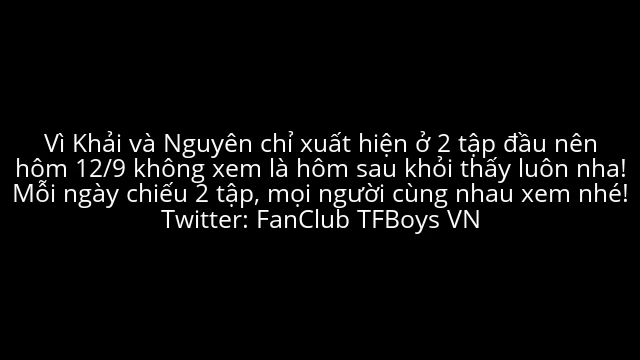 Vì Khải và Nguyên chỉ xuất hiện ở 2 tập đầu nên
hôm 12/9 không xem là hôm sau khỏi thấy luôn nha!
Mỗi ngày chiếu 2 tập, mọi người cùng nhau xem nhé!
Twitter: FanClub TFBoys VN